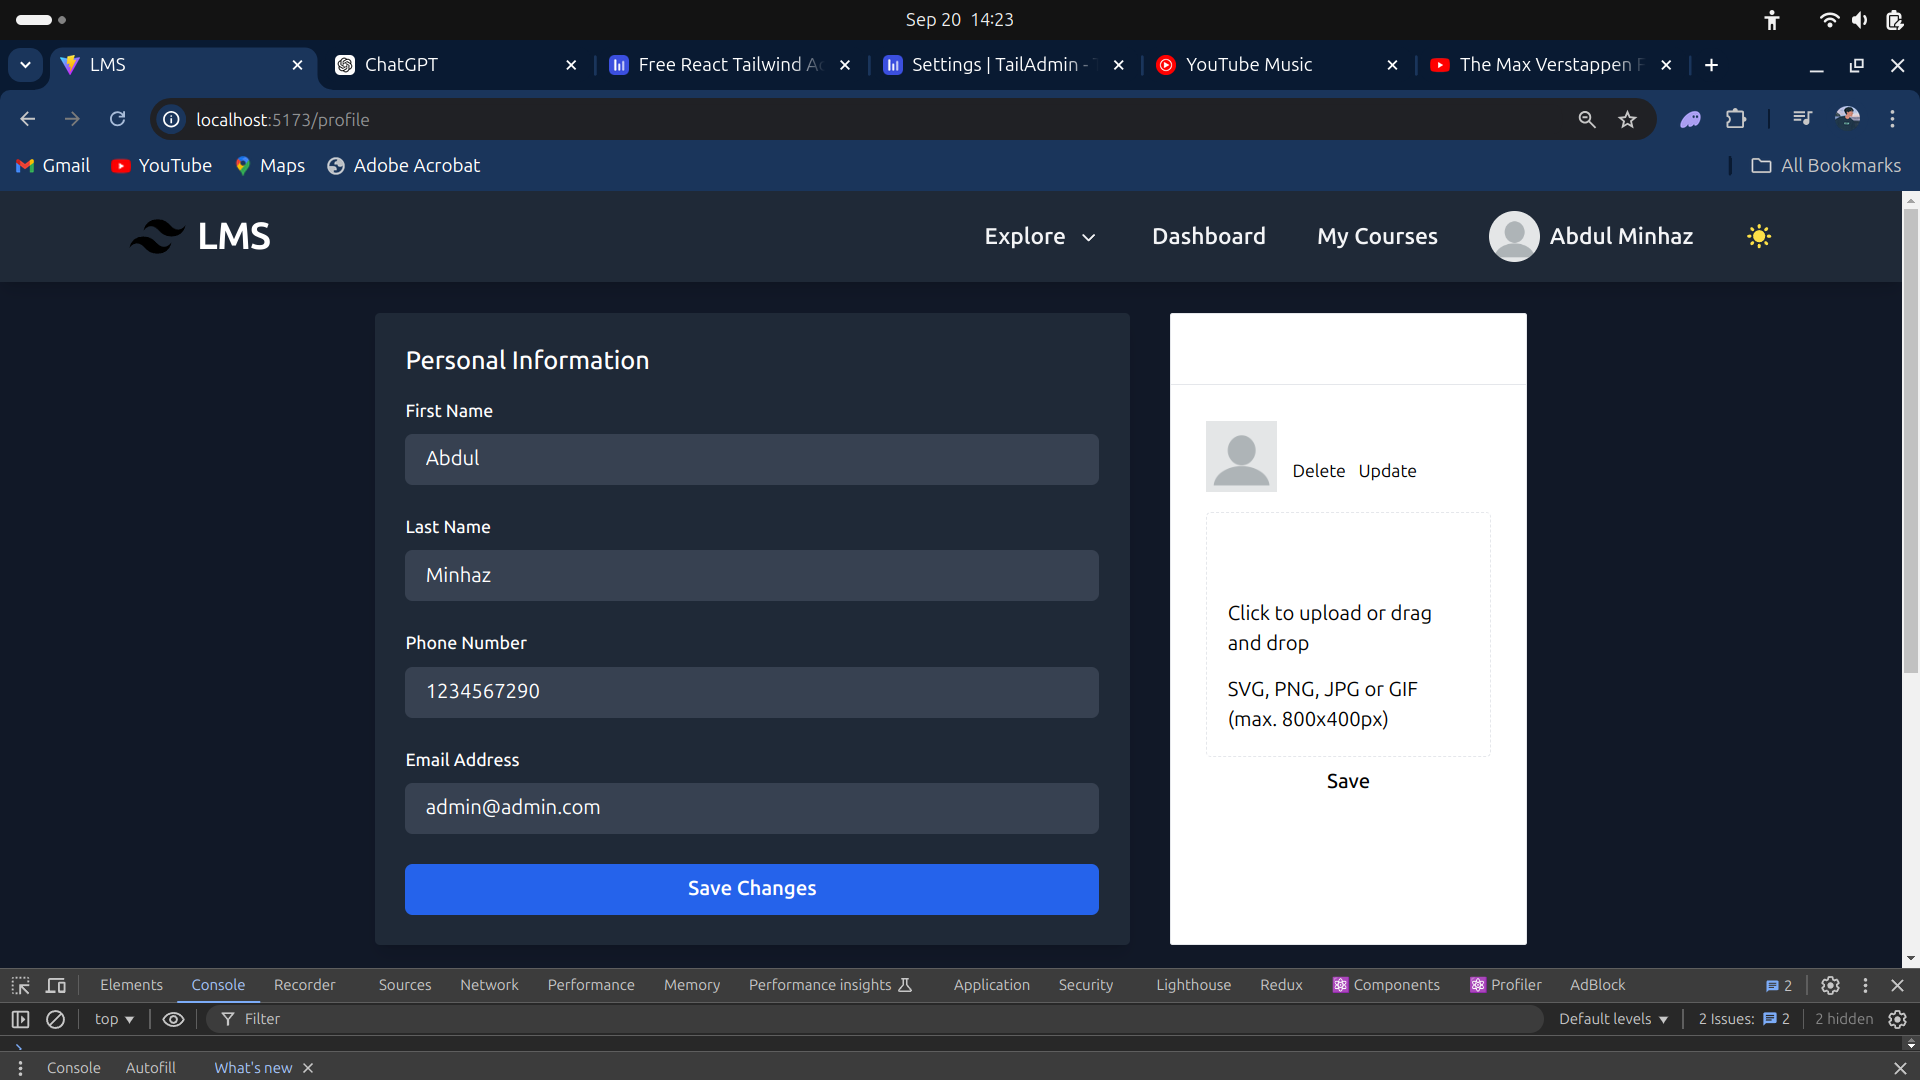 Sep 20 14:23
LMS
ChatGPT
Free React Tailwind Ad
Settings | TailAdmin - T
YouTube Music
The Max Verstappen F
localhost:5173/profile
Gmail
YouTube
Maps
Adobe Acrobat
All Bookmarks
LMS
Explore
Dashboard
My Courses
Abdul Minhaz
Personal Information
First Name
Abdul
Last Name
Minhaz
Phone Number
1234567290
Email Address
admin@admin.com
Save Changes
Delete Update
Click to upload or drag
and drop
SVG, PNG, JPG or GIF
(max. 800x400px)
Save
Elements
Console
Recorder
Sources
Network
Performance
Memory
Performance insights
Application
Security
Lighthouse
Redux
Components
Profiler
AdBlock
2
top
Filter
Default levels
2 Issues: 2
2 hidden
Console
Autofill
What's new